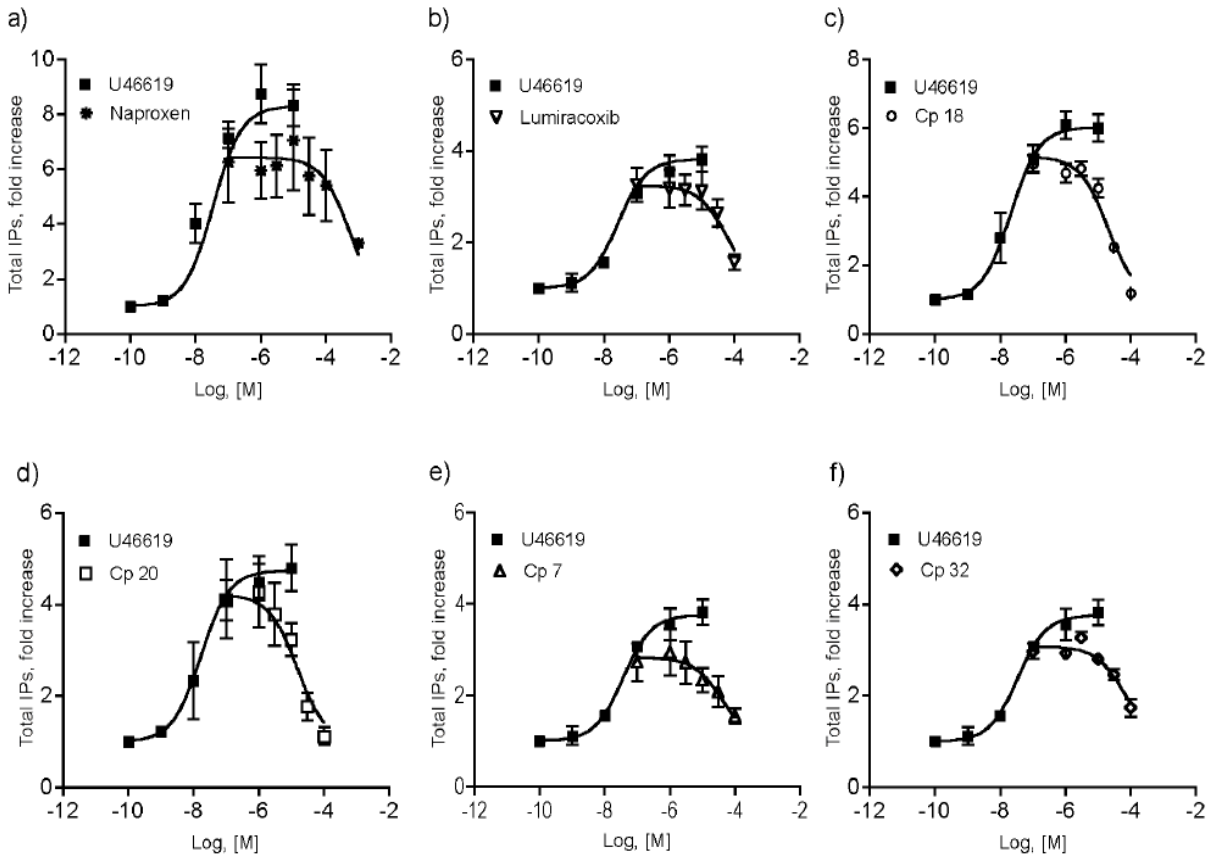 a)
Total IPs, fold increase
10
8
6
4
2
0
U46619
Naproxen
-12 -10 -8 -6 -4 -2
Log, [M]
b)
Total IPs, fold increase
6
4
2
0
U46619
Lumiracoxib
-12 -10 -8 -6 -4 -2
Log, [M]
c)
Total IPs, fold increase
8
6
4
2
0
U46619
Cp 18
-12 -10 -8 -6 -4 -2
Log, [M]
d)
Total IPs, fold increase
6
4
2
0
U46619
Cp 20
-12 -10 -8 -6 -4 -2
Log, [M]
e)
Total IPs, fold increase
6
4
2
0
U46619
Cp 7
-12 -10 -8 -6 -4 -2
Log, [M]
f)
Total IPs, fold increase
6
4
2
0
U46619
Cp 32
-12 -10 -8 -6 -4 -2
Log, [M]